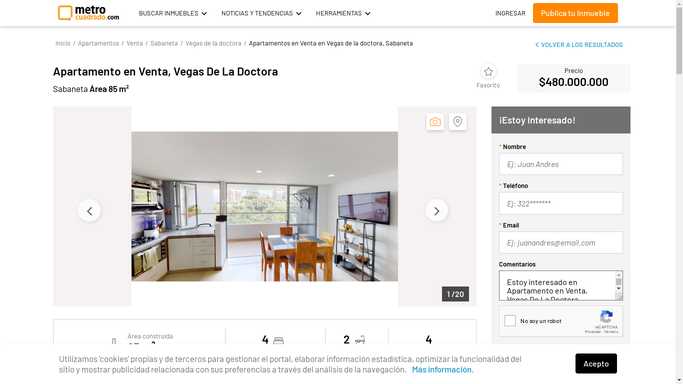 metro
cuadrado.com
BUSCAR INMUEBLES
NOTICIAS Y TENDENCIAS
HERRAMIENTAS
INGRESAR
Publica tu Inmueble
Inicio / Apartamentos / Venta / Sabaneta / Vegas de la doctora / Apartamentos en Venta en Vegas de la doctora, Sabaneta
VOLVER A LOS RESULTADOS
Apartamento en Venta, Vegas De La Doctora
Sabaneta Área 85 m²
Favorito
Precio
$480.000.000
1 / 20
¡Estoy Interesado!
* Nombre
Ej: Juan Andres
* Teléfono
Ej: 322*******
* Email
Ej: juanandres@email.com
Comentarios
Estoy interesado en
Apartamento en Venta,
Vegas De La Doctora
No soy un robot
reCAPTCHA
Privacidad - Términos
Área construida
4
2
4
Utilizamos 'cookies' propias y de terceros para gestionar el portal, elaborar información estadística, optimizar la funcionalidad del
sitio y mostrar publicidad relacionada con sus preferencias a través del análisis de la navegación. Más información.
Acepto